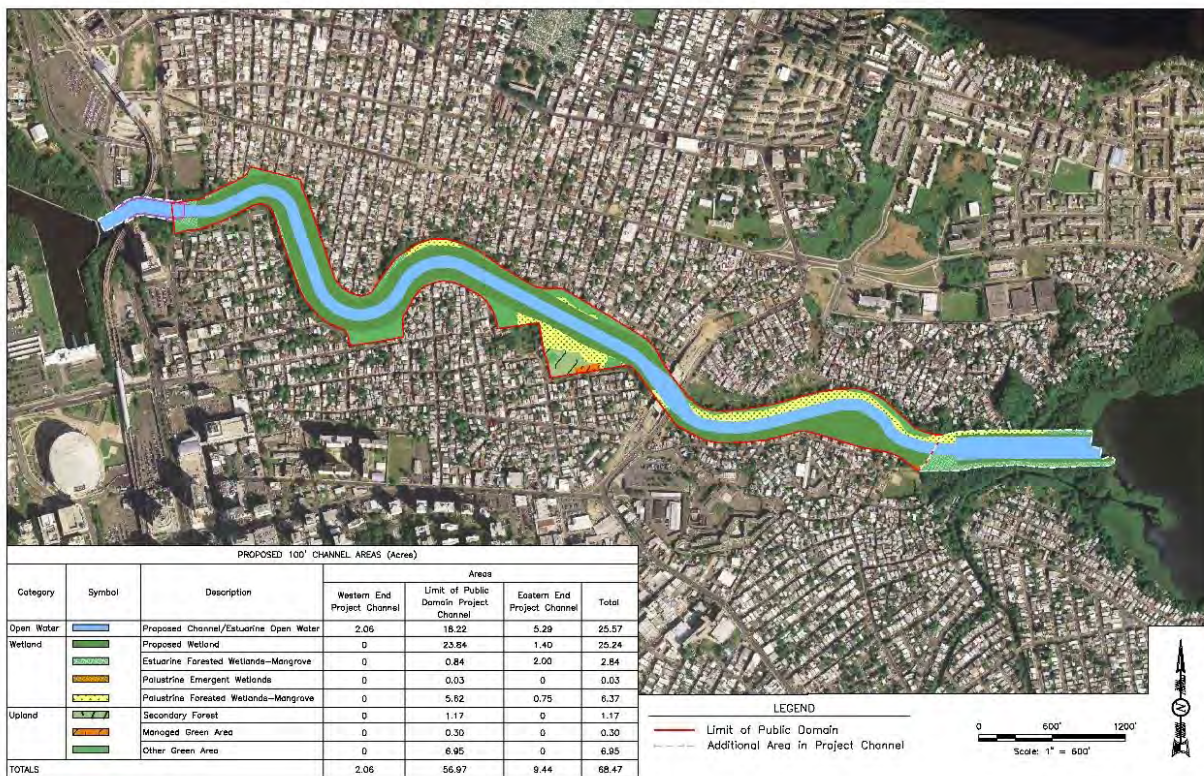 PROPOSED 100' CHANNEL AREAS (Acre)
Category Symbol Description Areas
Western End Project Channel Limit of Public Domain Project Channel Eastern End Project Channel Total
Open Water Proposed Channel/Estuarine Open Water 2.06 18.22 5.29 25.57
Wetland Proposed Wetland 0 23.84 1.40 25.24
Estuarine Forested Wetlands-Mangrove 0 0.84 2.00 2.84
Palustrine Emergent Wetlands 0 0.03 0 0.03
Palustrine Forested Wetlands-Mangrove 0 5.62 0.75 6.37
Upland Secondary Forest 0 1.17 0 1.17
Managed Green Area 0 0.30 0 0.30
Other Green Area 0 6.95 0 6.95
TOTALS 2.06 56.97 9.44 68.47
LEGEND
Limit of Public Domain
Additional Area in Project Channel
N
0 600' 1200'
Scale: 1" = 600'